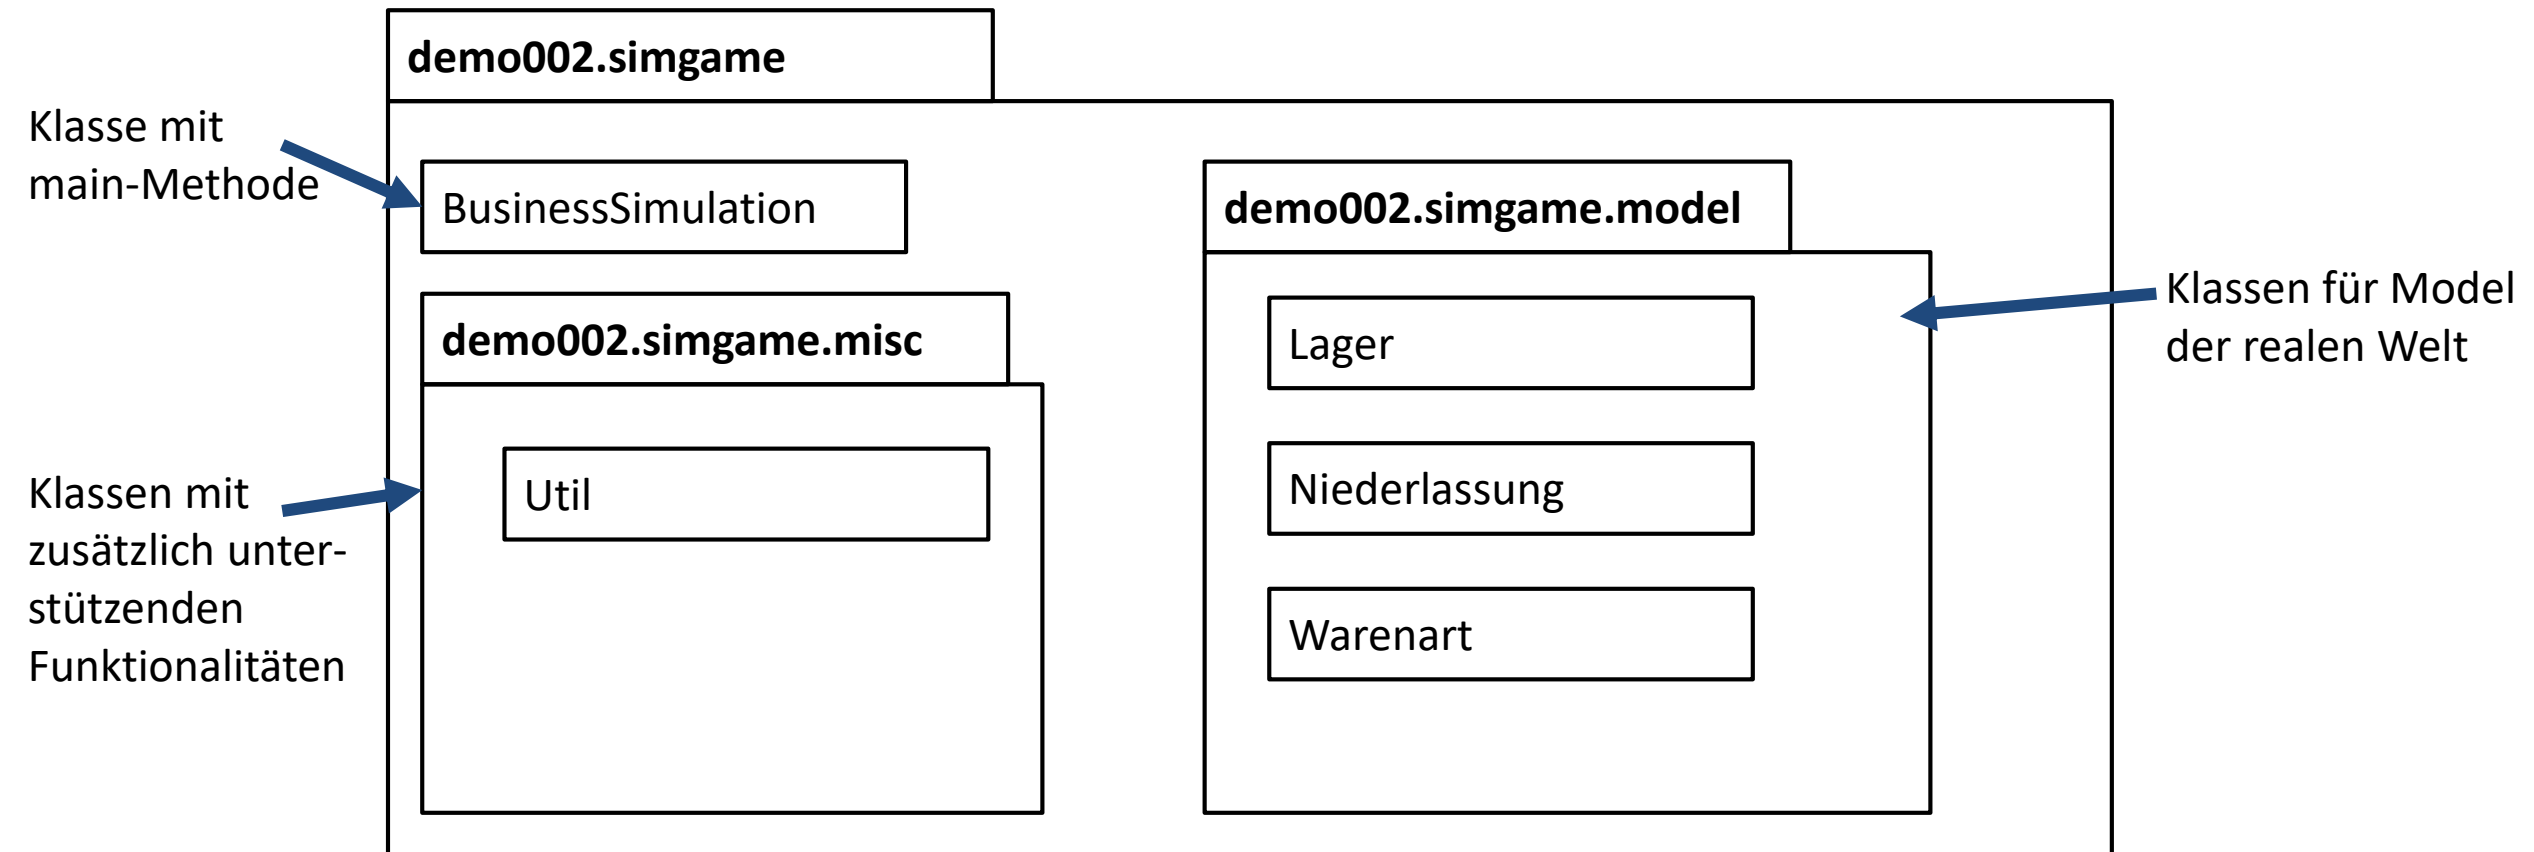 demo002.simgame
Klasse mit
main-Methode
BusinessSimulation
demo002.simgame.model
Klassen für Model
der realen Welt
demo002.simgame.misc
Lager
Klassen mit
zusätzlich unter-
stützenden
Funktionalitäten
Util
Niederlassung
Warenart